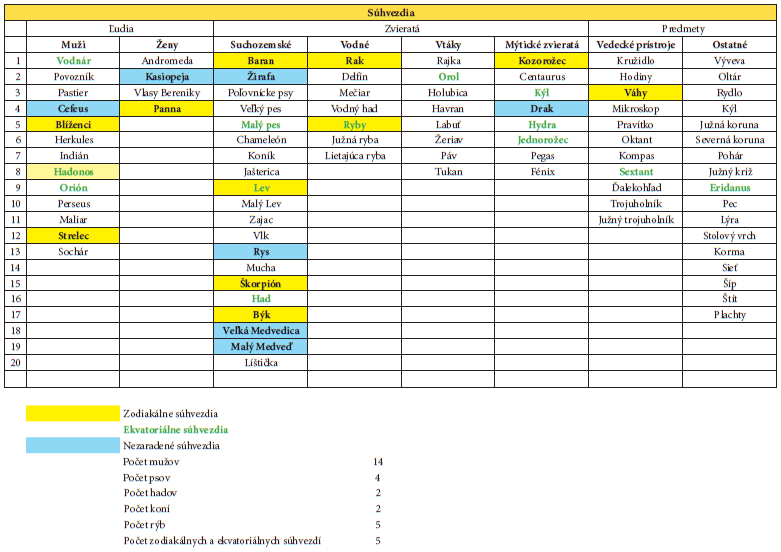 Súhvezdia
Ľudia Zvieratá Predmety
Muži Ženy Suchozemské Vodné Vtáky Mýtické zvieratá Vedecké prístroje Ostatné
1 Vodnár Andromeda Baran Rak Rajka Kozorožec Kružidlo Výveva
2 Povozník Kasiopeja Žirafa Delfín Orol Centaurus Hodiny Oltár
3 Pastier Vlasy Bereniky Poľovnícke psy Mečiar Holubica Kýl Váhy Rydlo
4 Cefeus Panna Veľký pes Vodný had Havran Drak Mikroskop Kýl
5 Blíženci Malý pes Ryby Labuť Hydra Pravítko Južná koruna
6 Herkules Chameleón Južná ryba Žeriav Jednorožec Oktant Severná koruna
7 Indián Koník Lietajúca ryba Páv Pegas Kompas Pohár
8 Hadonos Jašterica Tukan Fénix Sextant Južný kríž
9 Orión Lev Ďalekohľad Eridanus
10 Perseus Malý Lev Trojuholník Pec
11 Maliar Zajac Južný trojuholník Lýra
12 Strelec Vlk Stolový vrch
13 Sochár Rys Korma
14 Mucha Sieť
15 Škorpión Šíp
16 Had Štít
17 Býk Plachty
18 Veľká Medvedica
19 Malý Medveď
20 Líštička
Zodiakálne súhvezdia
Ekvatoriálne súhvezdia
Nezaradené súhvezdia
Počet mužov 14
Počet psov 4
Počet hadov 2
Počet koní 2
Počet rýb 5
Počet zodiakálnych a ekvatoriálnych súhvezdí 5